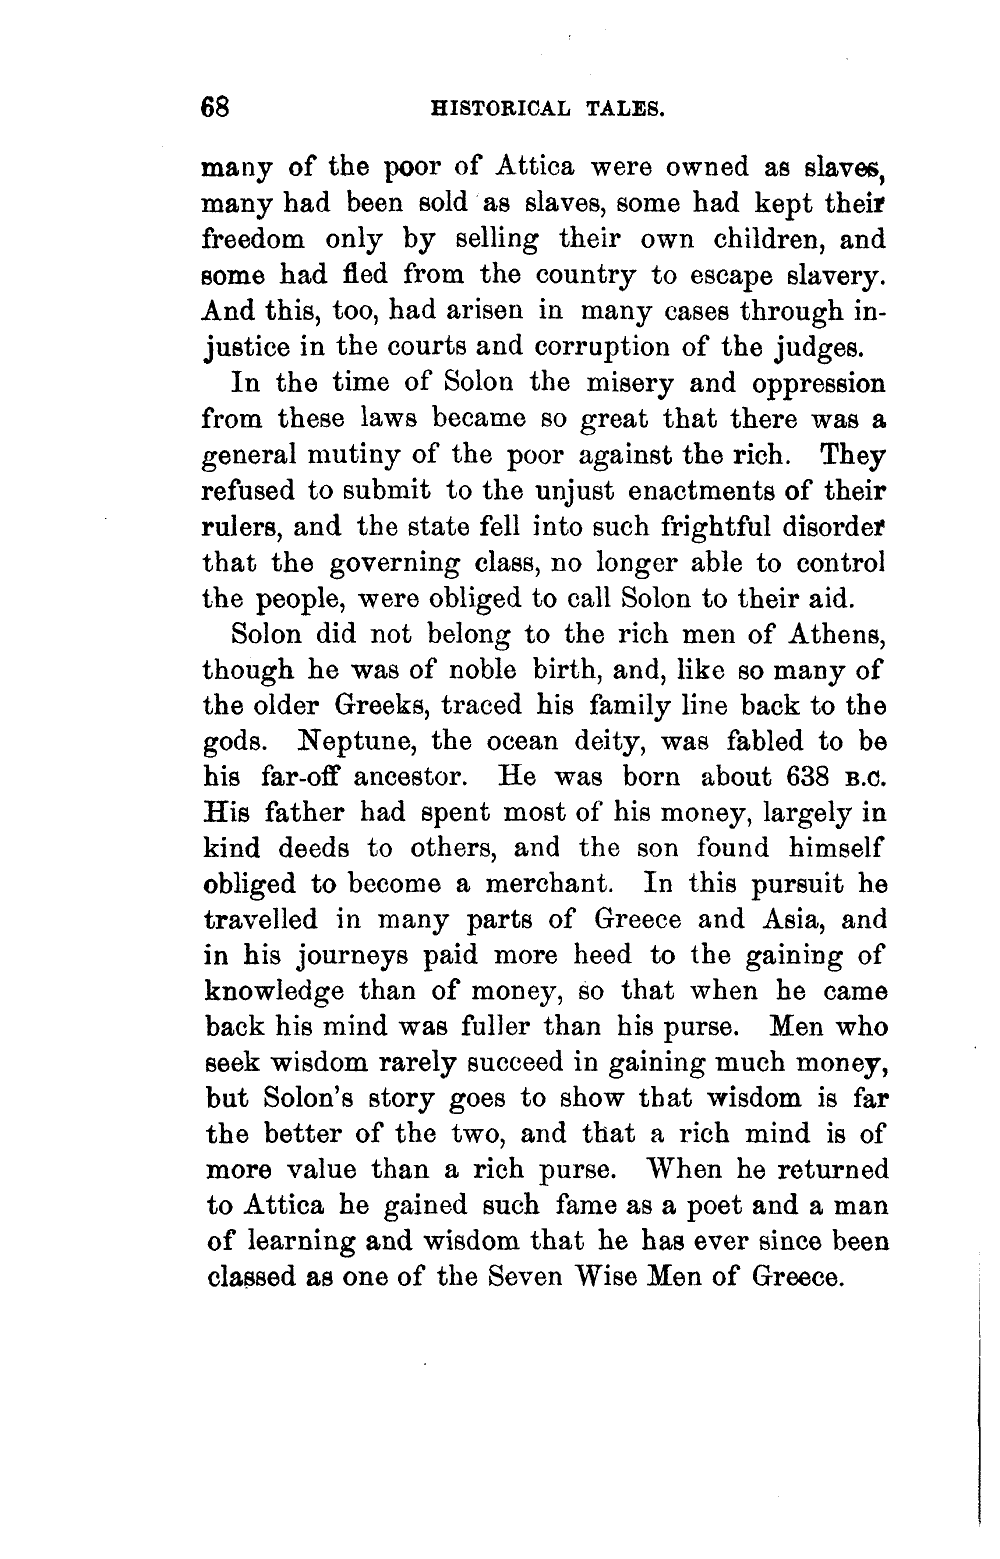 68 HISTORICAL TALES.
many of the poor of Attica were owned as slaves,
many had been sold as slaves, some had kept their
freedom only by selling their own children, and
some had fled from the country to escape slavery.
And this, too, had arisen in many cases through in-
justice in the courts and corruption of the judges.
In the time of Solon the misery and oppression
from these laws became so great that there was a
general mutiny of the poor against the rich. They
refused to submit to the unjust enactments of their
rulers, and the state fell into such frightful disorder
that the governing class, no longer able to control
the people, were obliged to call Solon to their aid.
Solon did not belong to the rich men of Athens,
though he was of noble birth, and, like so many of
the older Greeks, traced his family line back to the
gods. Neptune, the ocean deity, was fabled to be
his far-off ancestor. He was born about 638 B.C.
His father had spent most of his money, largely in
kind deeds to others, and the son found himself
obliged to become a merchant. In this pursuit he
travelled in many parts of Greece and Asia, and
in his journeys paid more heed to the gaining of
knowledge than of money, so that when he came
back his mind was fuller than his purse. Men who
seek wisdom rarely succeed in gaining much money,
but Solon's story goes to show that wisdom is far
the better of the two, and that a rich mind is of
more value than a rich purse. When he returned
to Attica he gained such fame as a poet and a man
of learning and wisdom that he has ever since been
classed as one of the Seven Wise Men of Greece.